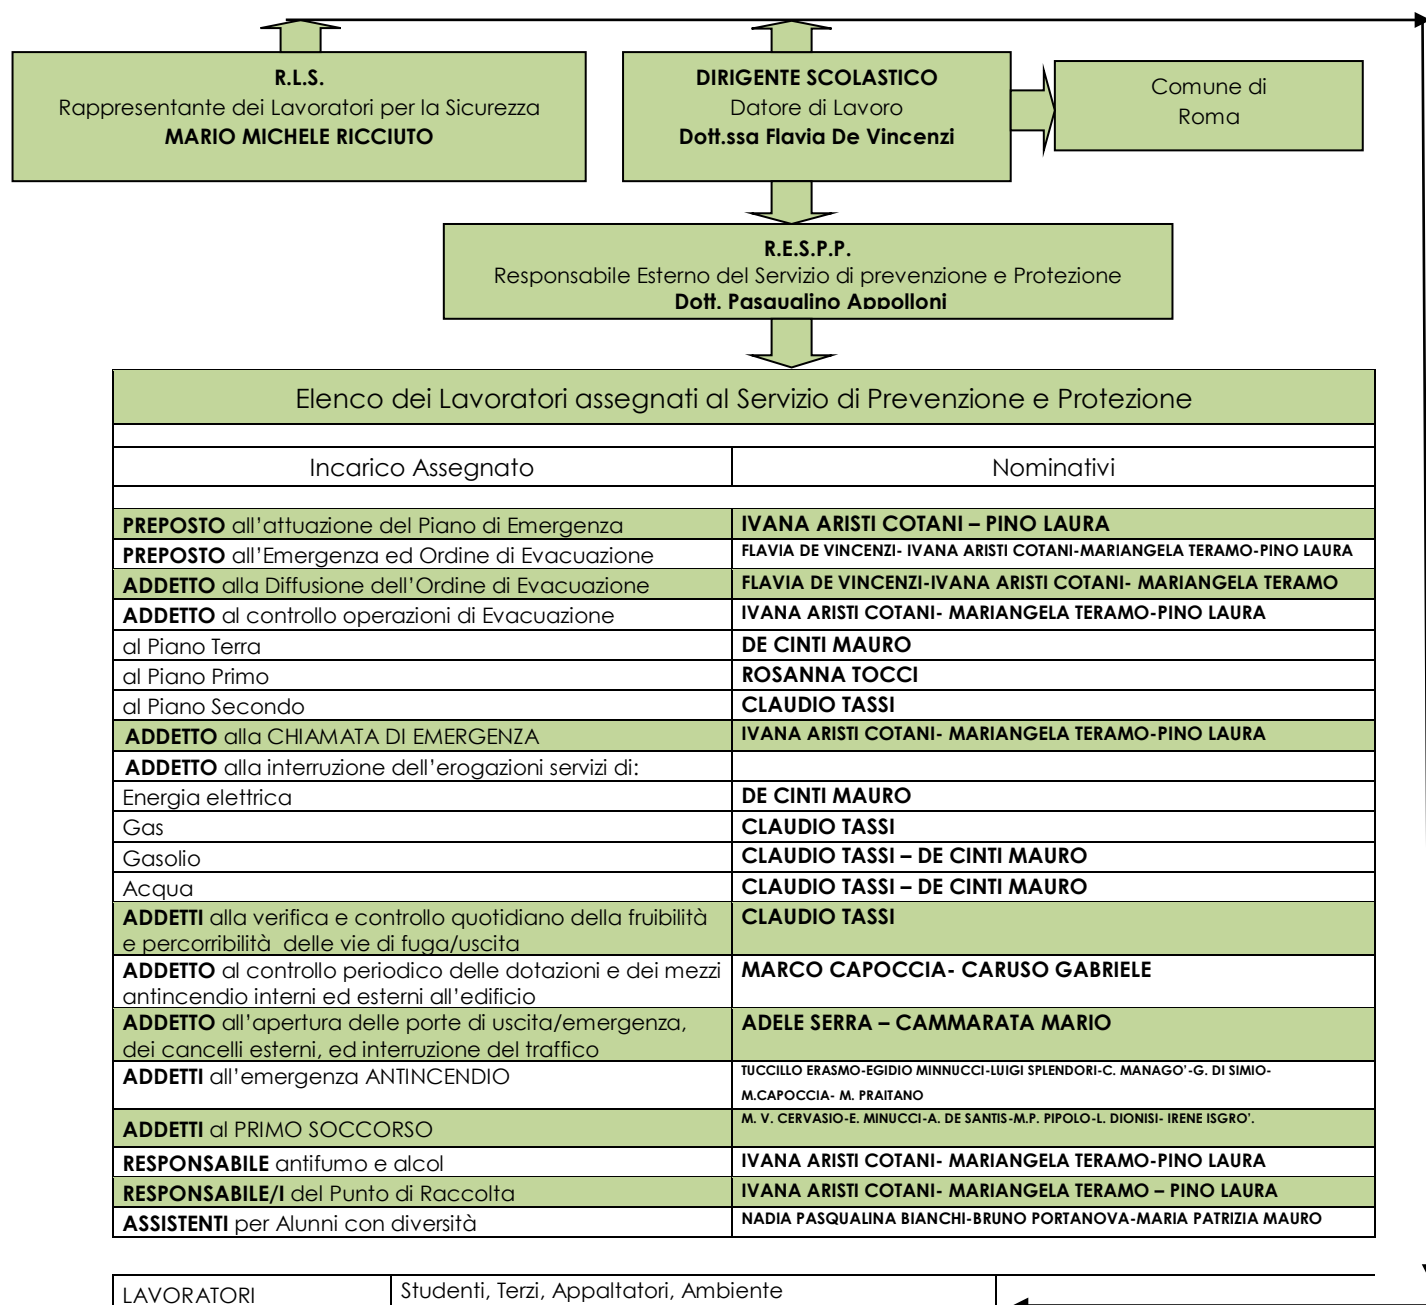 R.L.S.
Rappresentante dei Lavoratori per la Sicurezza
MARIO MICHELE RICCIUTO
DIRIGENTE SCOLASTICO
Datore di Lavoro
Dott.ssa Flavia De Vincenzi
Comune di
Roma
R.E.S.P.P.
Responsabile Esterno del Servizio di prevenzione e Protezione
Dott. Pasqualino Appolloni
Elenco dei Lavoratori assegnati al Servizio di Prevenzione e Protezione
Incarico Assegnato Nominativi
PREPOSTO all’attuazione del Piano di Emergenza IVANA ARISTI COTANI – PINO LAURA
PREPOSTO all’Emergenza ed Ordine di Evacuazione FLAVIA DE VINCENZI- IVANA ARISTI COTANI-MARIANGELA TERAMO-PINO LAURA
ADDETTO alla Diffusione dell’Ordine di Evacuazione FLAVIA DE VINCENZI-IVANA ARISTI COTANI- MARIANGELA TERAMO
ADDETTO al controllo operazioni di Evacuazione IVANA ARISTI COTANI- MARIANGELA TERAMO-PINO LAURA
al Piano Terra DE CINTI MAURO
al Piano Primo ROSANNA TOCCI
al Piano Secondo CLAUDIO TASSI
ADDETTO alla CHIAMATA DI EMERGENZA IVANA ARISTI COTANI- MARIANGELA TERAMO-PINO LAURA
ADDETTO alla interruzione dell’erogazioni servizi di:
Energia elettrica DE CINTI MAURO
Gas CLAUDIO TASSI
Gasolio CLAUDIO TASSI – DE CINTI MAURO
Acqua CLAUDIO TASSI – DE CINTI MAURO
ADDETTI alla verifica e controllo quotidiano della fruibilità CLAUDIO TASSI
e percorribilità delle vie di fuga/uscita
ADDETTO al controllo periodico delle dotazioni e dei mezzi MARCO CAPOCCIA- CARUSO GABRIELE
antincendio interni ed esterni all’edificio
ADDETTO all’apertura delle porte di uscita/emergenza, ADELE SERRA – CAMMARATA MARIO
dei cancelli esterni, ed interruzione del traffico
ADDETTI all’emergenza ANTINCENDIO TUCCILLO ERASMO-EGIDIO MINNUCCI-LUIGI SPLENDORI-C. MANAGO’-G. DI SIMIO-
M.CAPOCCIA- M. PRAITANO
ADDETTI al PRIMO SOCCORSO M. V. CERVASIO-E. MINUCCI-A. DE SANTIS-M.P. PIPOLO-L. DIONISI- IRENE ISGRO’.
RESPONSABILE antifumo e alcol IVANA ARISTI COTANI- MARIANGELA TERAMO-PINO LAURA
RESPONSABILE/I del Punto di Raccolta IVANA ARISTI COTANI- MARIANGELA TERAMO – PINO LAURA
ASSISTENTI per Alunni con diversità NADIA PASQUALINA BIANCHI-BRUNO PORTANOVA-MARIA PATRIZIA MAURO
LAVORATORI Studenti, Terzi, Appaltatori, Ambiente